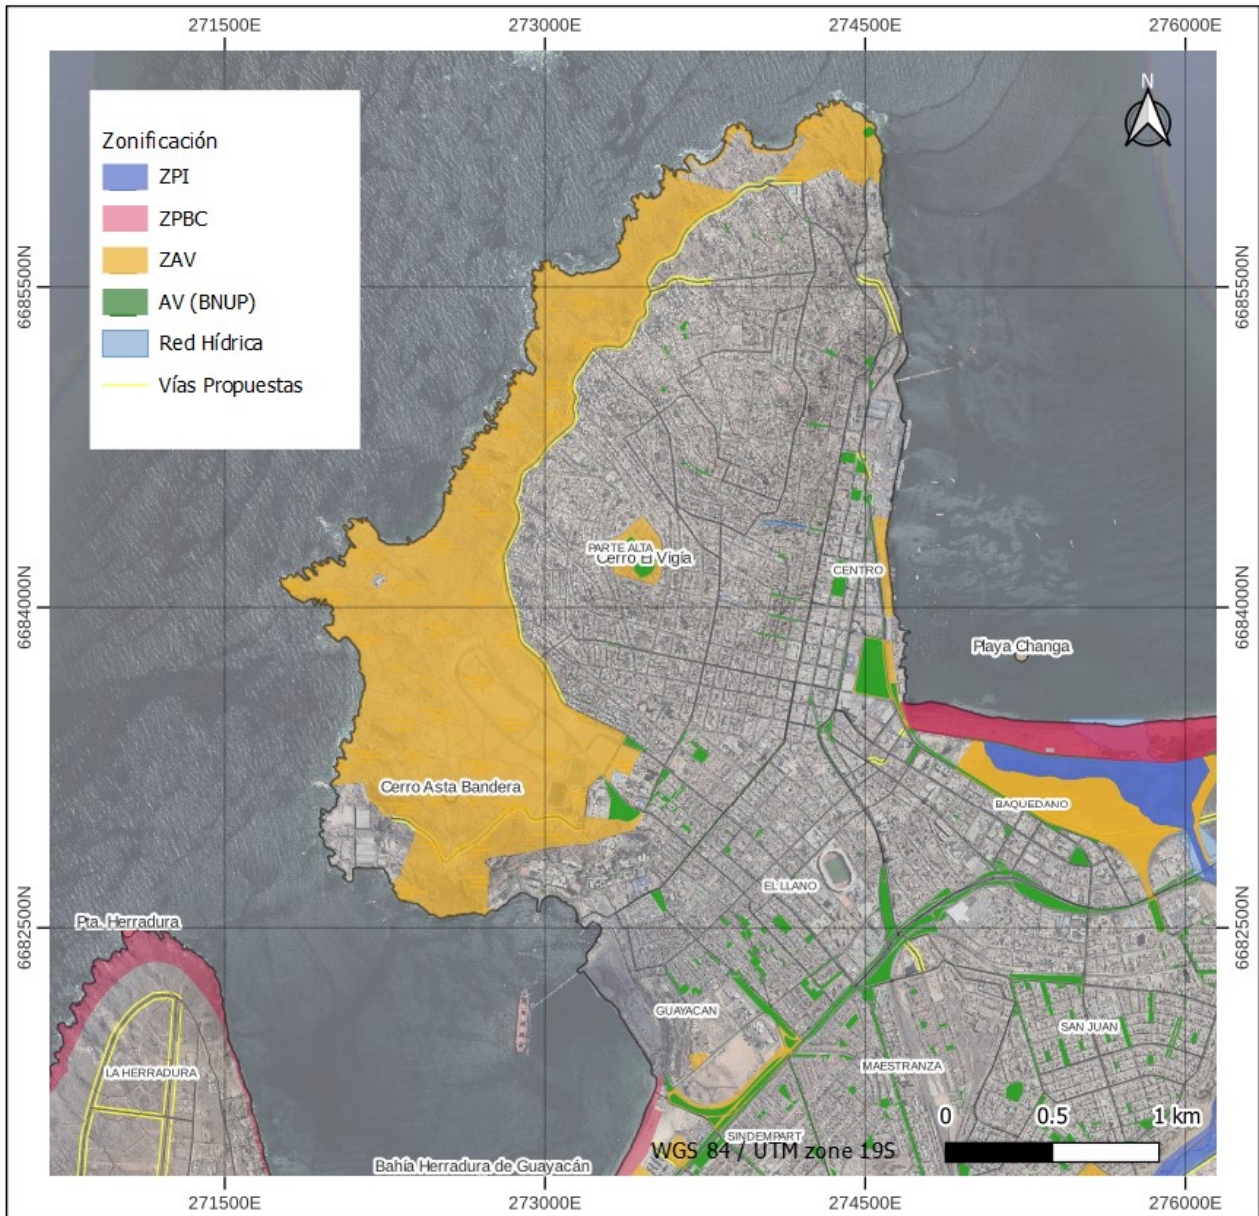 271500E 273000E 274500E 276000E
N
Zonificación
ZPI
ZPBC
ZAV
AV (BNUP)
Red Hídrica
Vías Propuestas
6685500N 6685500N
PARTE ALTA
Cerro El Vigía
CENTRO
6684000N 6684000N
Playa Changa
Cerro Asta Bandera
BAQUEDANO
EL LLANO
Pta. Herradura
6682500N 6682500N
GUAYACAN
SAN JUAN
LA HERRADURA
MAESTRANZA
0 0.5 1 km
SINDEMPART
WGS 84 / UTM zone 19S
Bahía Herradura de Guayacán
271500E 273000E 274500E 276000E